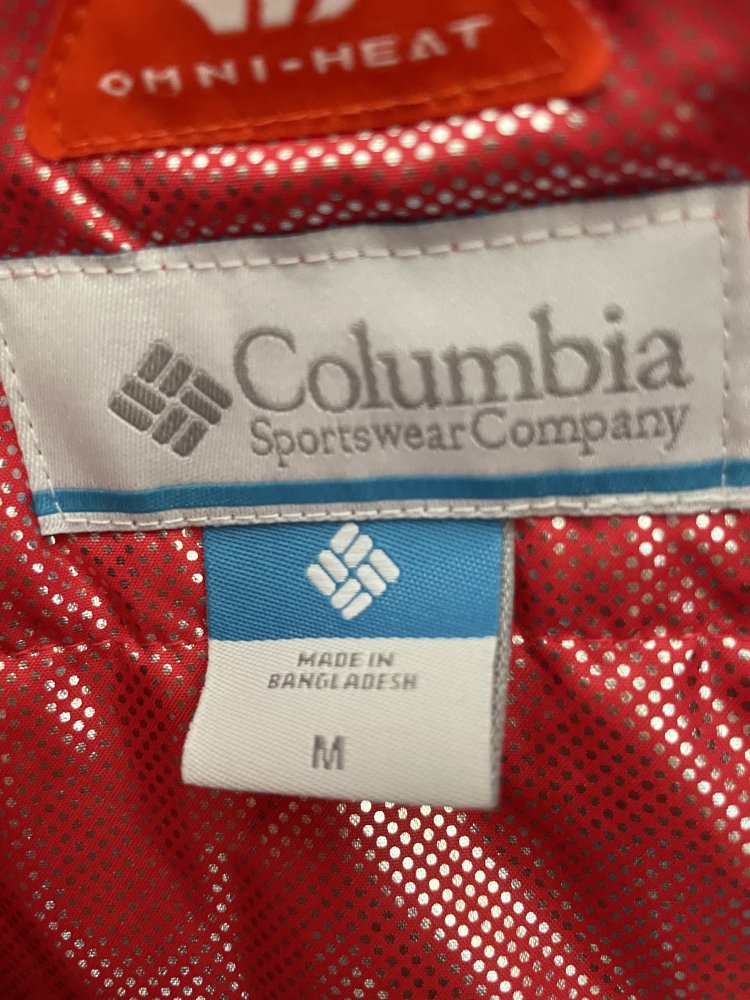 OMNI-HEAT
Columbia
Sportswear Company
MADE IN
BANGLADESH
M